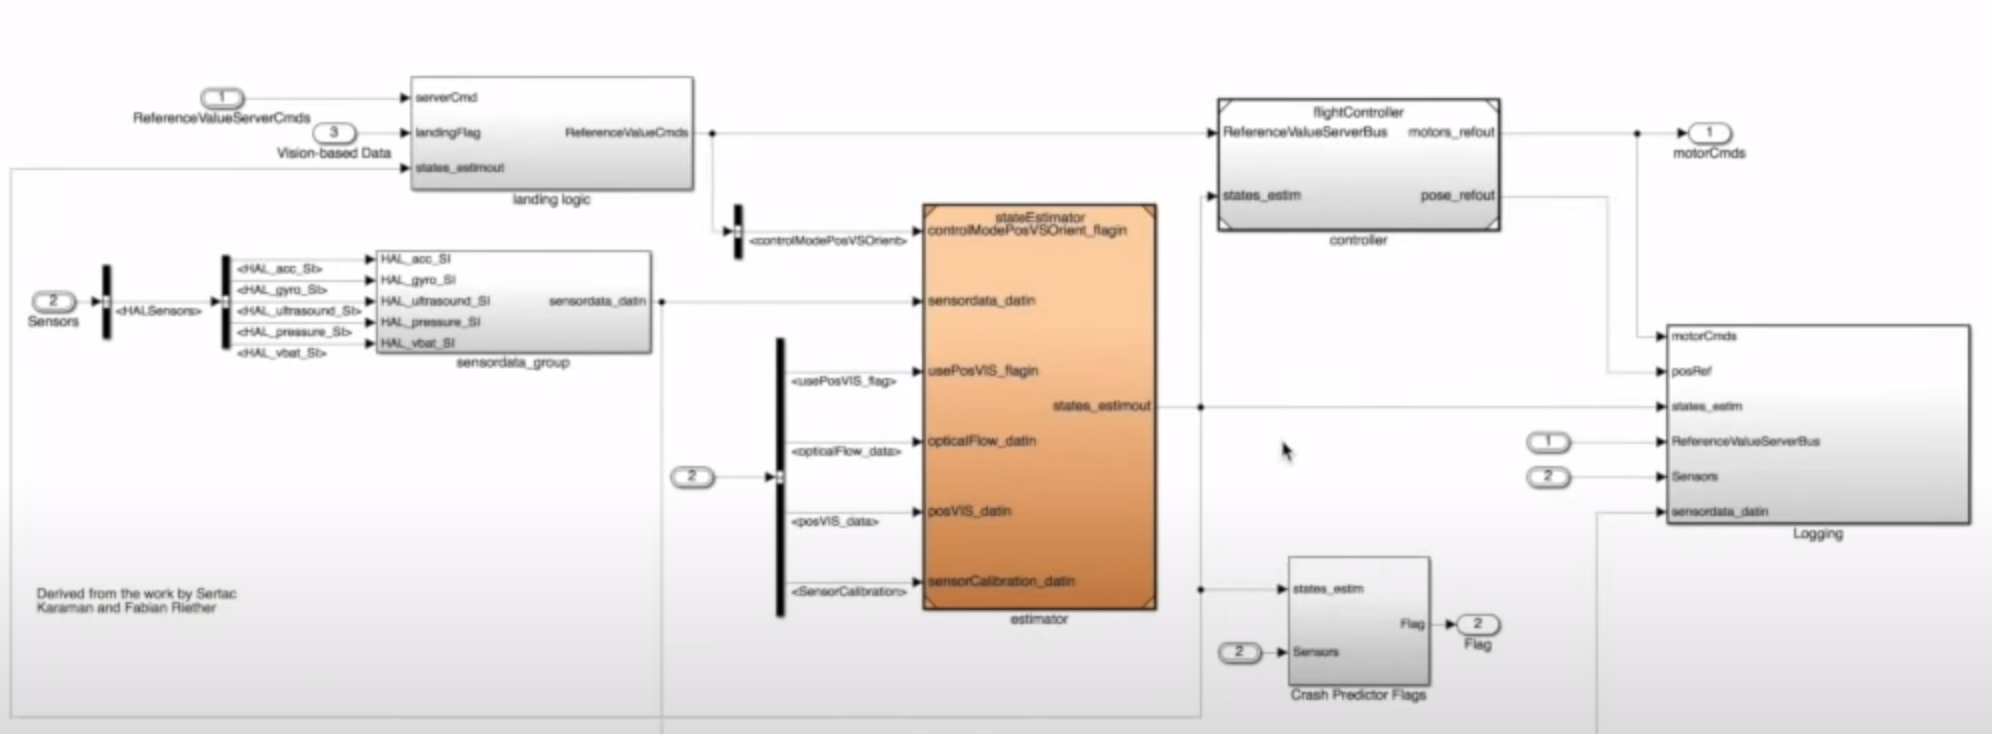 1
ReferenceValueServerCmds
3
Vision-based Data
serverCmd
landingFlag
states_estimout
ReferenceValueCmds
landing logic
2
Sensors
<HALSensors>
<HAL_acc_SI>
<HAL_gyro_SI>
<HAL_ultrasound_SI>
<HAL_pressure_SI>
<HAL_vbat_SI>
HAL_acc_SI
HAL_gyro_SI
HAL_ultrasound_SI
HAL_pressure_SI
HAL_vbat_SI
sensordata_datin
sensordata_group
<controlModePosVSOrient>
2
<usePosVIS_flag>
<opticalFlow_data>
<posVIS_data>
<SensorCalibration>
stateEstimator
controlModePosVSOrient_flagin
sensordata_datin
usePosVIS_flagin
opticalFlow_datin
posVIS_datin
sensorCalibration_datin
states_estimout
estimator
flightController
ReferenceValueServerBus
states_estim
motors_refout
pose_refout
controller
1
motorCmds
1
2
motorCmds
posRef
states_estim
ReferenceValueServerBus
Sensors
sensordata_datin
Logging
2
states_estim
Sensors
Flag
Crash Predictor Flags
2
Flag
Derived from the work by Sertac
Karaman and Fabian Riether